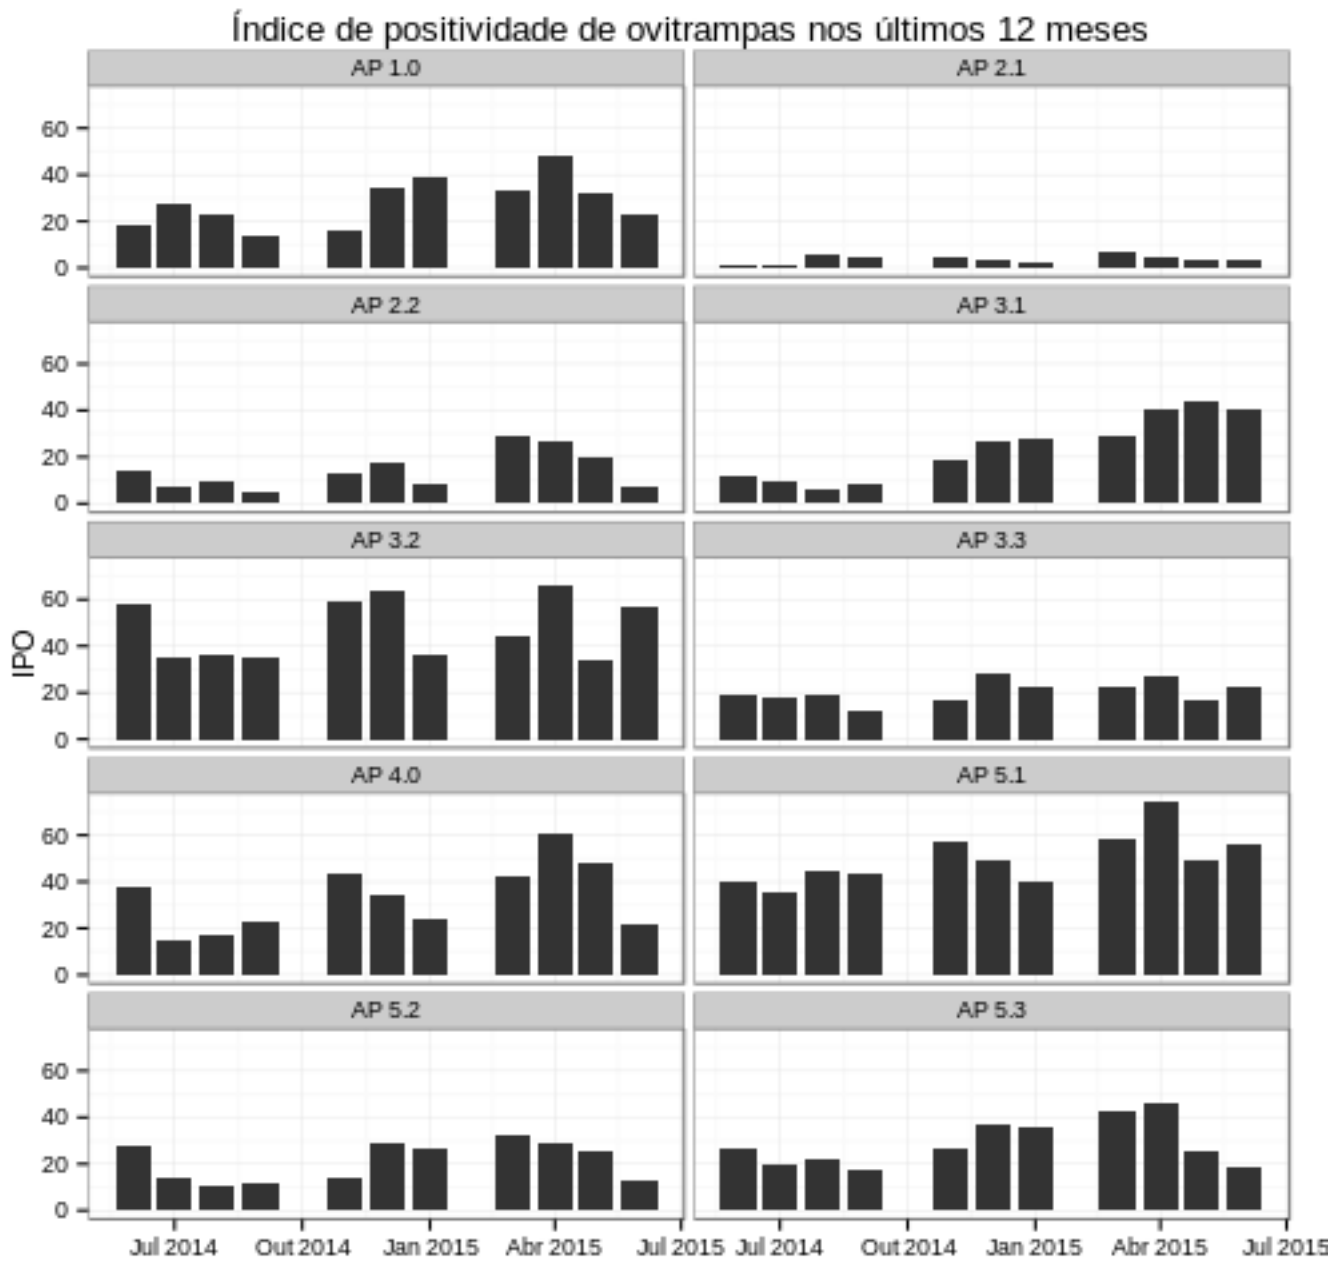 Índice de positividade de ovitrampas nos últimos 12 meses
AP 1.0 AP 2.1
60
40
20
0
AP 2.2 AP 3.1
60
40
20
0
AP 3.2 AP 3.3
60
40
20
0
IPO
AP 4.0 AP 5.1
60
40
20
0
AP 5.2 AP 5.3
60
40
20
0
Jul 2014 Out 2014 Jan 2015 Abr 2015 Jul 2015 Jul 2014 Out 2014 Jan 2015 Abr 2015 Jul 2015